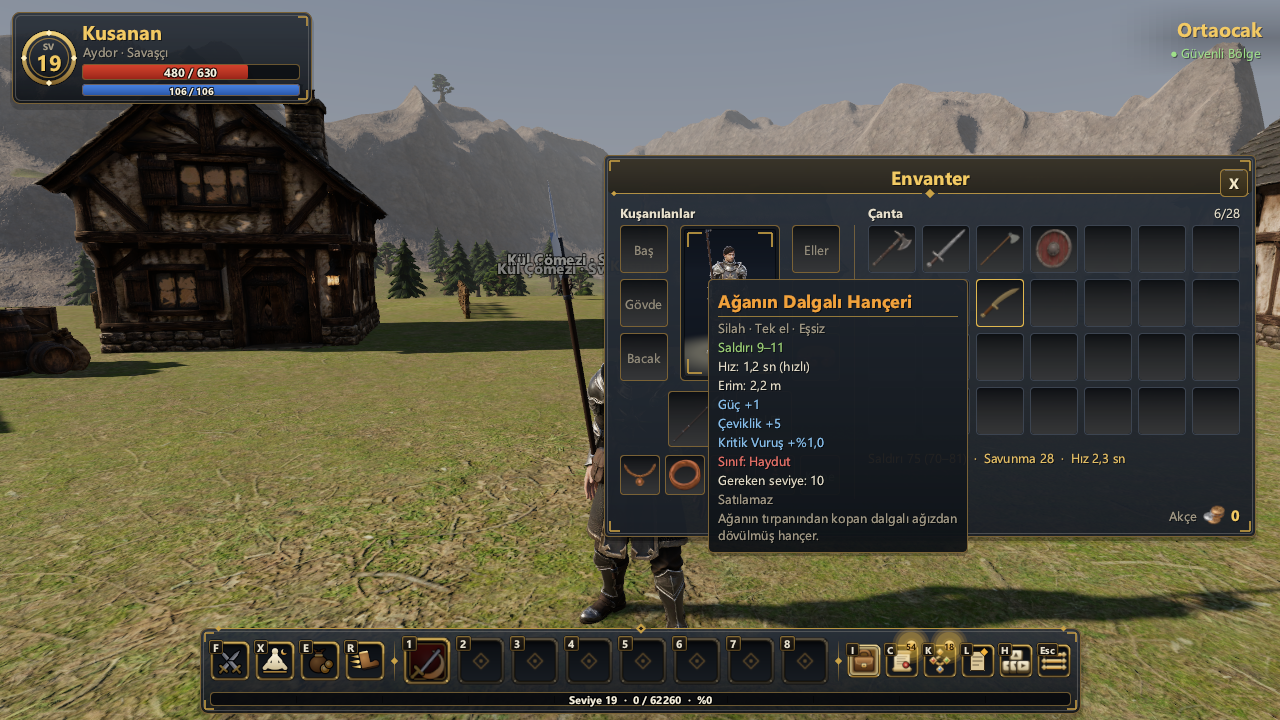 SV
19
Kusanan
Aydor · Savaşçı
480 / 630
106 / 106
Ortaocak
Güvenli Bölge
Envanter
X
Kuşanılanlar
Çanta
6/28
Baş
Eller
Gövde
Bacak
Ağanın Dalgalı Hançeri
Silah · Tek el · Eşsiz
Saldırı 9–11
Hız: 1,2 sn (hızlı)
Erim: 2,2 m
Güç +1
Çeviklik +5
Kritik Vuruş +%1,0
Sınıf: Haydut
Gereken seviye: 10
Satılamaz
Ağanın tırpanından kopan dalgalı ağızdan
dövülmüş hançer.
· Savunma 28 · Hız 2,3 sn
Akçe 0
F
X
E
R
1
2
3
4
5
6
7
8
I
C
54
K
18
L
H
Esc
Seviye 19 · 0 / 62260 · %0